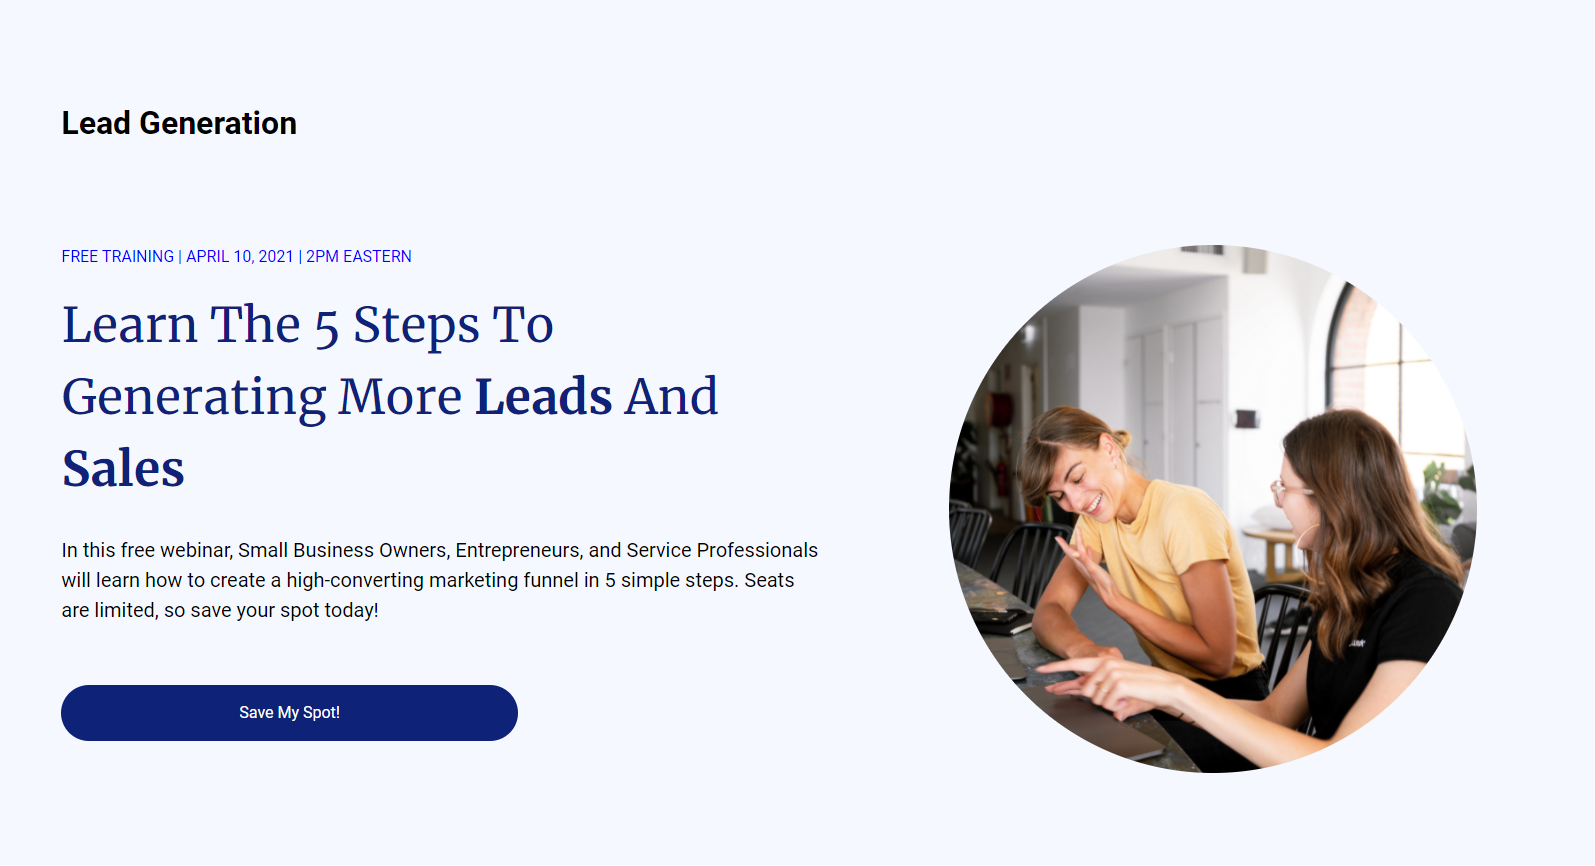 Lead Generation
FREE TRAINING | APRIL 10, 2021 | 2PM EASTERN
Learn The 5 Steps To
Generating More Leads And
Sales
In this free webinar, Small Business Owners, Entrepreneurs, and Service Professionals
will learn how to create a high-converting marketing funnel in 5 simple steps. Seats
are limited, so save your spot today!
Save My Spot!